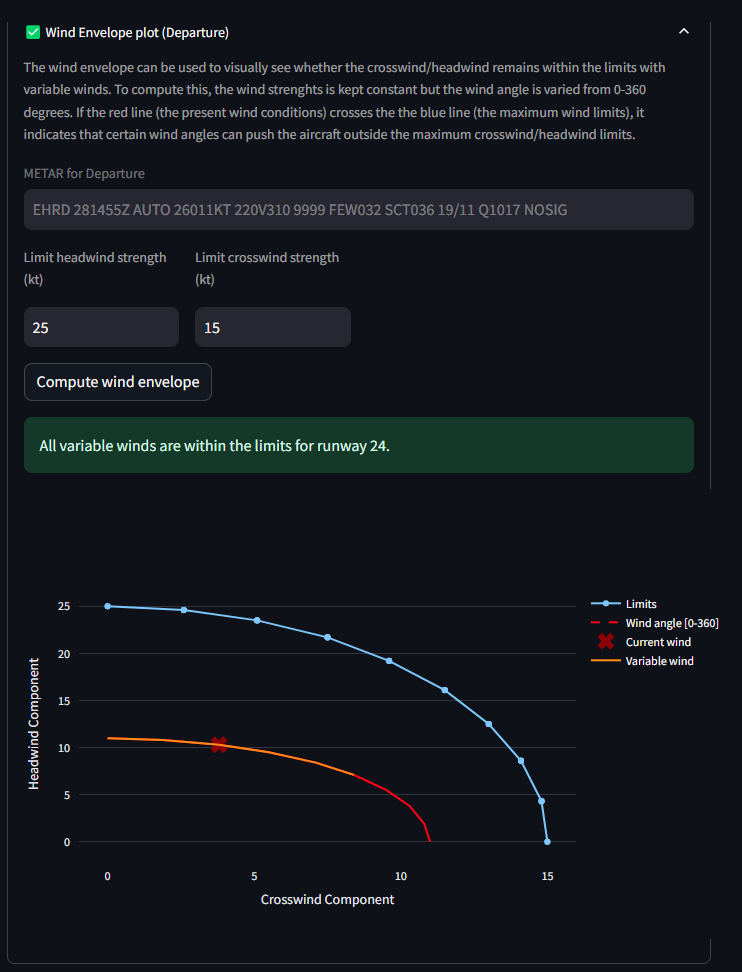 Wind Envelope plot (Departure)
The wind envelope can be used to visually see whether the crosswind/headwind remains within the limits with
variable winds. To compute this, the wind strenghts is kept constant but the wind angle is varied from 0-360
degrees. If the red line (the present wind conditions) crosses the the blue line (the maximum wind limits), it
indicates that certain wind angles can push the aircraft outside the maximum crosswind/headwind limits.
METAR for Departure
EHRD 281455Z AUTO 26011KT 220V310 9999 FEW032 SCT036 19/11 Q1017 NOSIG
Limit headwind strength
(kt)
Limit crosswind strength
(kt)
25
15
Compute wind envelope
All variable winds are within the limits for runway 24.
25
20
15
10
5
0
Headwind Component
0
5
10
15
Crosswind Component
Limits
Wind angle [0-360]
Current wind
Variable wind